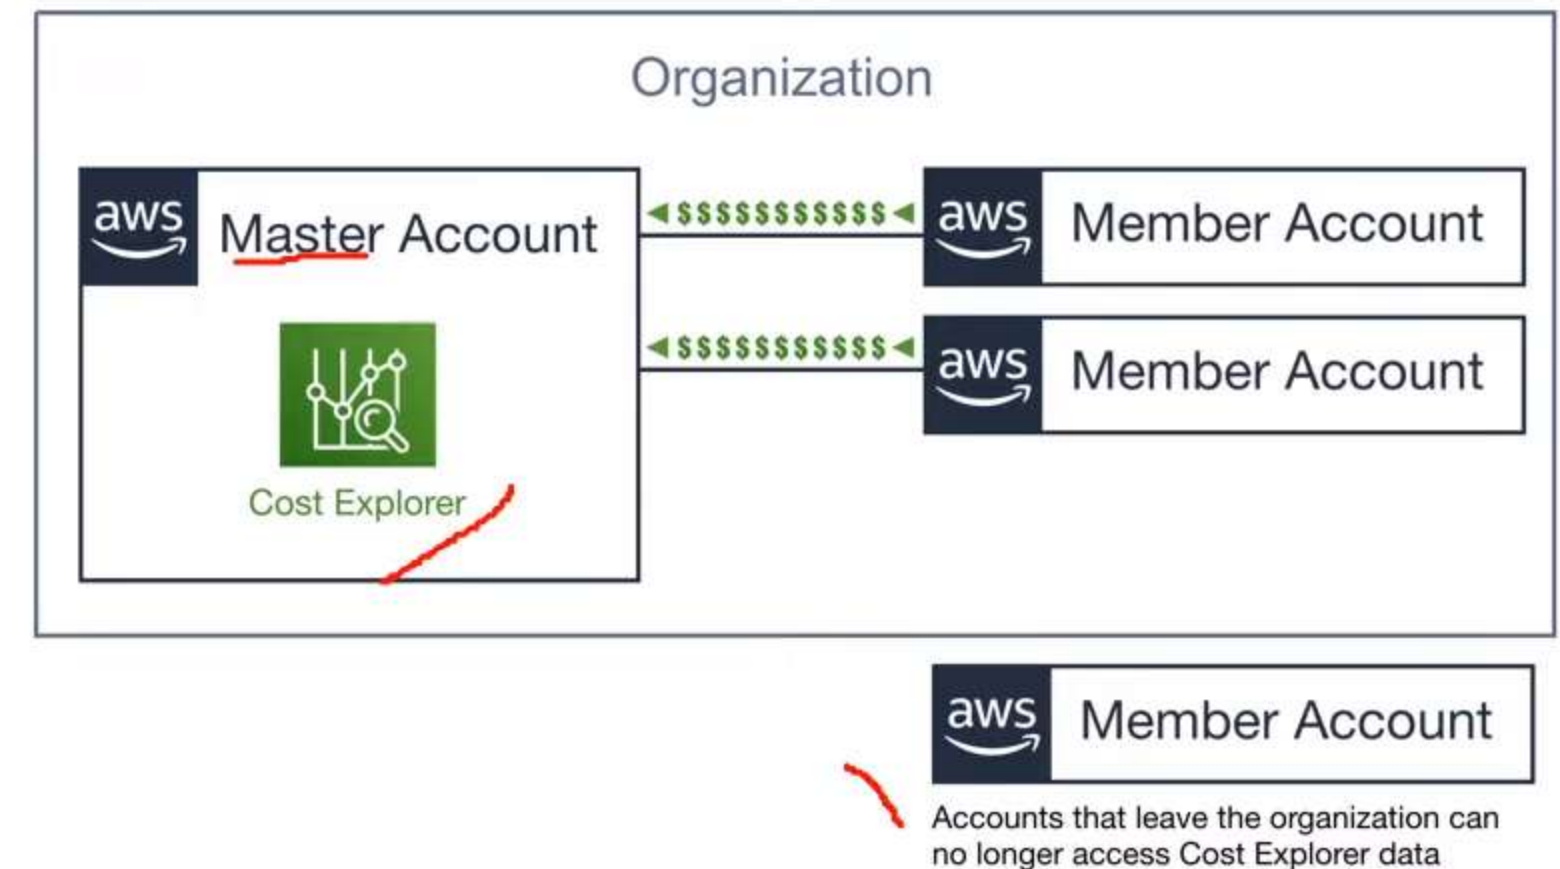 Organization
aws Master Account
$$$$$$$$$$$
aws Member Account
$$$$$$$$$$$
aws Member Account
Cost Explorer
aws Member Account
Accounts that leave the organization can
no longer access Cost Explorer data